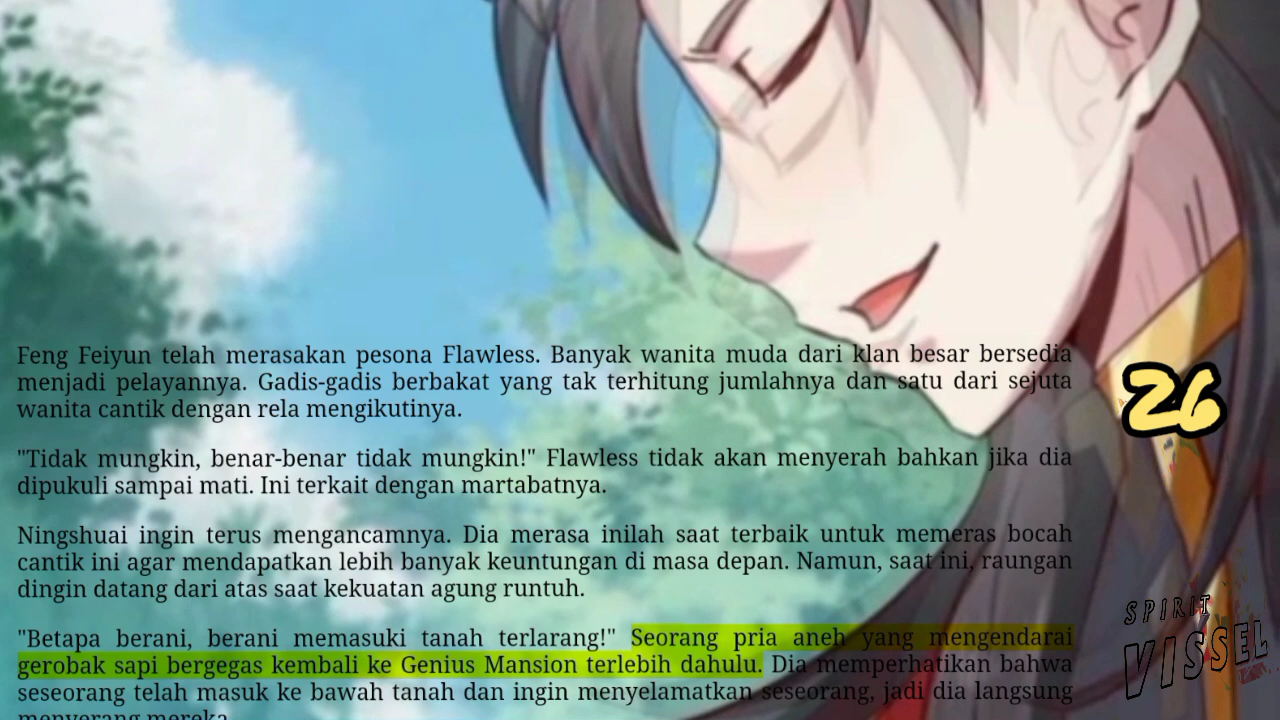 Feng Feiyun telah merasakan pesona Flawless. Banyak wanita muda dari klan besar bersedia
menjadi pelayannya. Gadis-gadis berbakat yang tak terhitung jumlahnya dan satu dari sejuta
wanita cantik dengan rela mengikutinya.
"Tidak mungkin, benar-benar tidak mungkin!" Flawless tidak akan menyerah bahkan jika dia
dipukuli sampai mati. Ini terkait dengan martabatnya.
Ningshuai ingin terus mengancamnya. Dia merasa inilah saat terbaik untuk memeras bocah
cantik ini agar mendapatkan lebih banyak keuntungan di masa depan. Namun, saat ini, raungan
dingin datang dari atas saat kekuatan agung runtuh.
"Betapa berani, berani memasuki tanah terlarang!" Seorang pria aneh yang mengendarai
gerobak sapi bergegas kembali ke Genius Mansion terlebih dahulu. Dia memperhatikan bahwa
seseorang telah masuk ke bawah tanah dan ingin menyelamatkan seseorang, jadi dia langsung
menyerang mereka.
26
SPIRIT
VISSEL